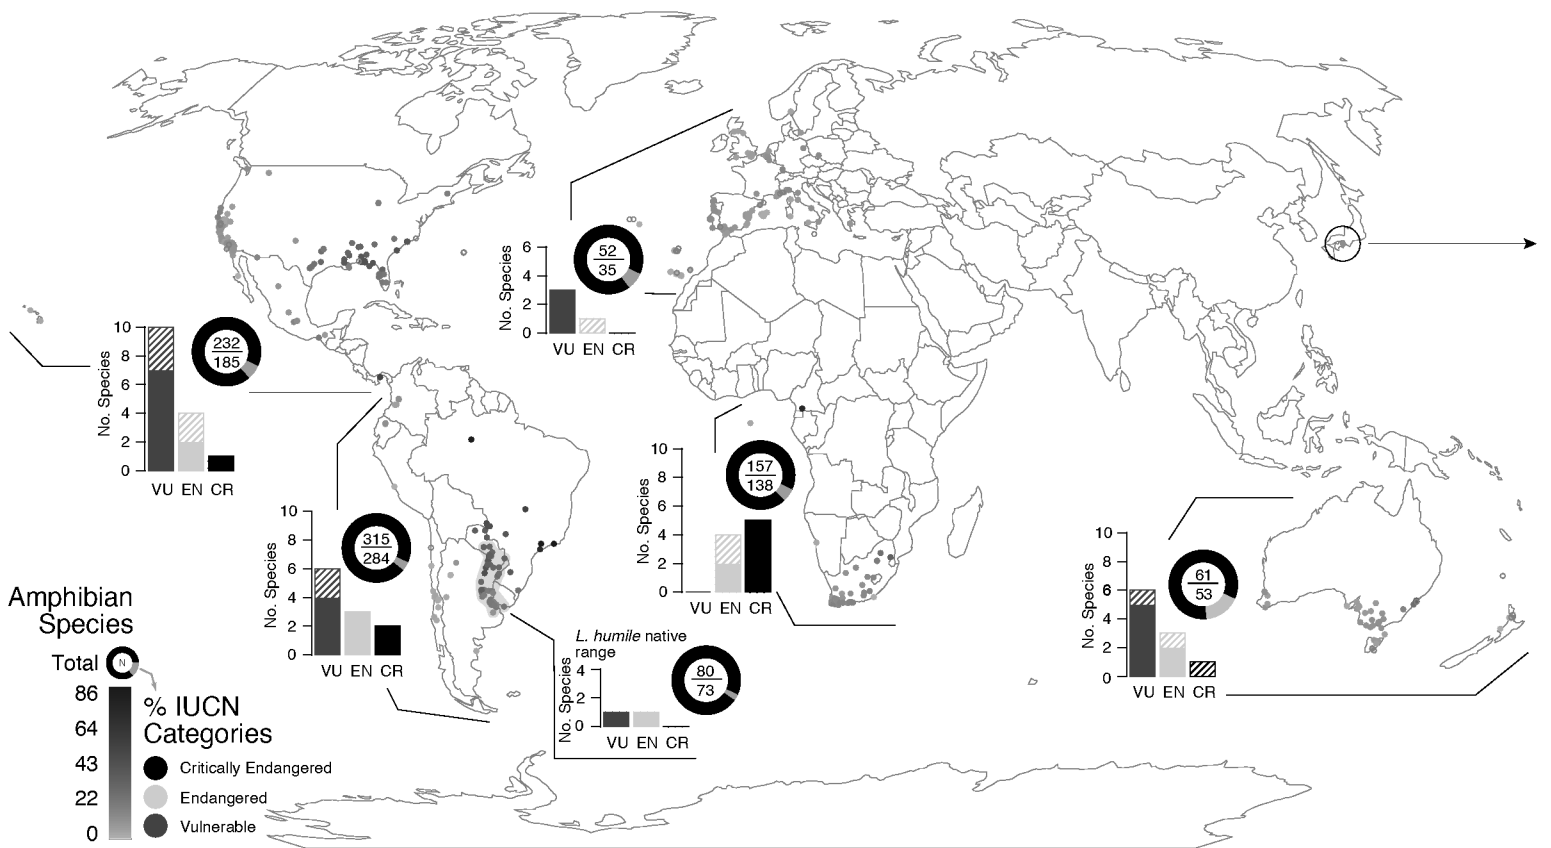 6
4
2
0
No. Species
VU EN CR
52
35
10
8
6
4
2
0
No. Species
VU EN CR
232
185
10
8
6
4
2
0
No. Species
VU EN CR
157
138
10
8
6
4
2
0
No. Species
VU EN CR
315
284
10
8
6
4
2
0
No. Species
VU EN CR
61
53
L. humile native
range
4
2
0
No. Species
VU EN CR
80
73
Amphibian
Species
Total N
86
64
43
22
0
% IUCN
Categories
Critically Endangered
Endangered
Vulnerable